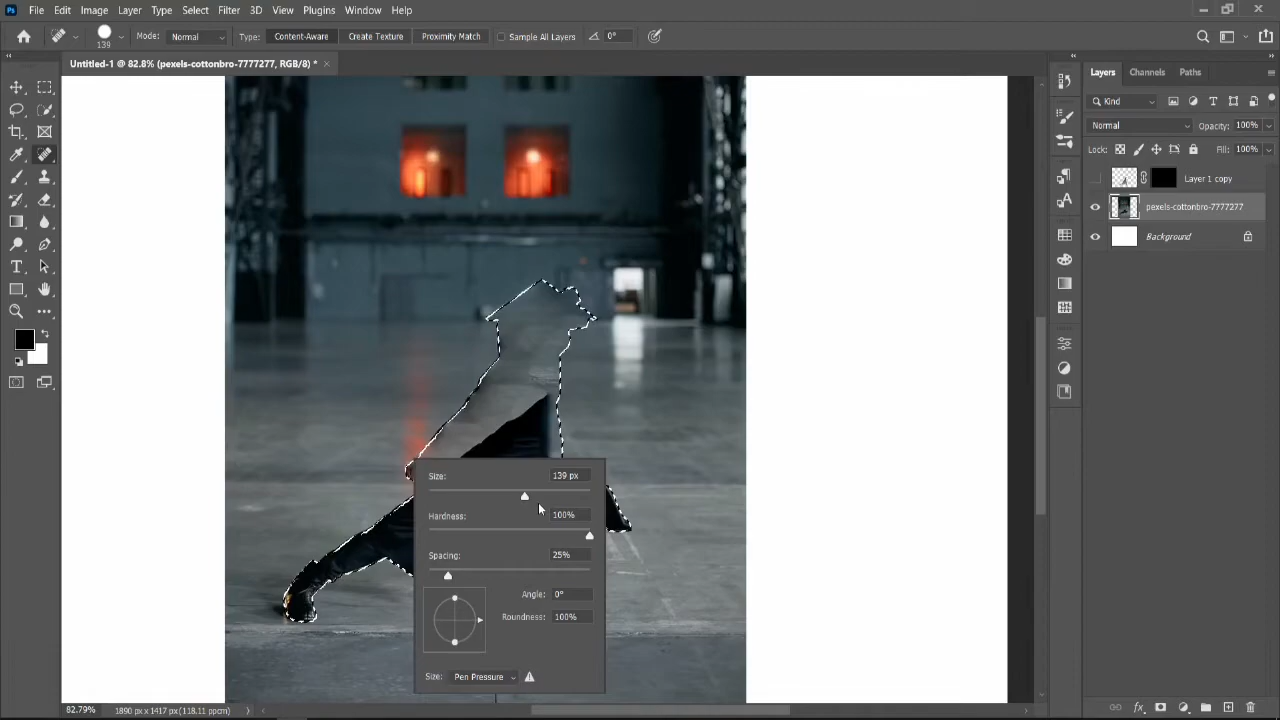 Ps File Edit Image Layer Type Select Filter 3D View Plugins Window Help
139 Mode: Normal Type: Content-Aware Create Texture Proximity Match Sample All Layers 0°
Untitled-1 @ 82.8% (pexels-cottonbro-7777277, RGB/8) *
Layers Channels Paths
Kind
Normal Opacity: 100%
Lock: Fill: 100%
Layer 1 copy
pexels-cottonbro-7777277
Background
Size: 139 px
Hardness: 100%
Spacing: 25%
Angle: 0°
Roundness: 100%
Size: Pen Pressure
82.79% 1890 px x 1417 px (118.11 ppcm)